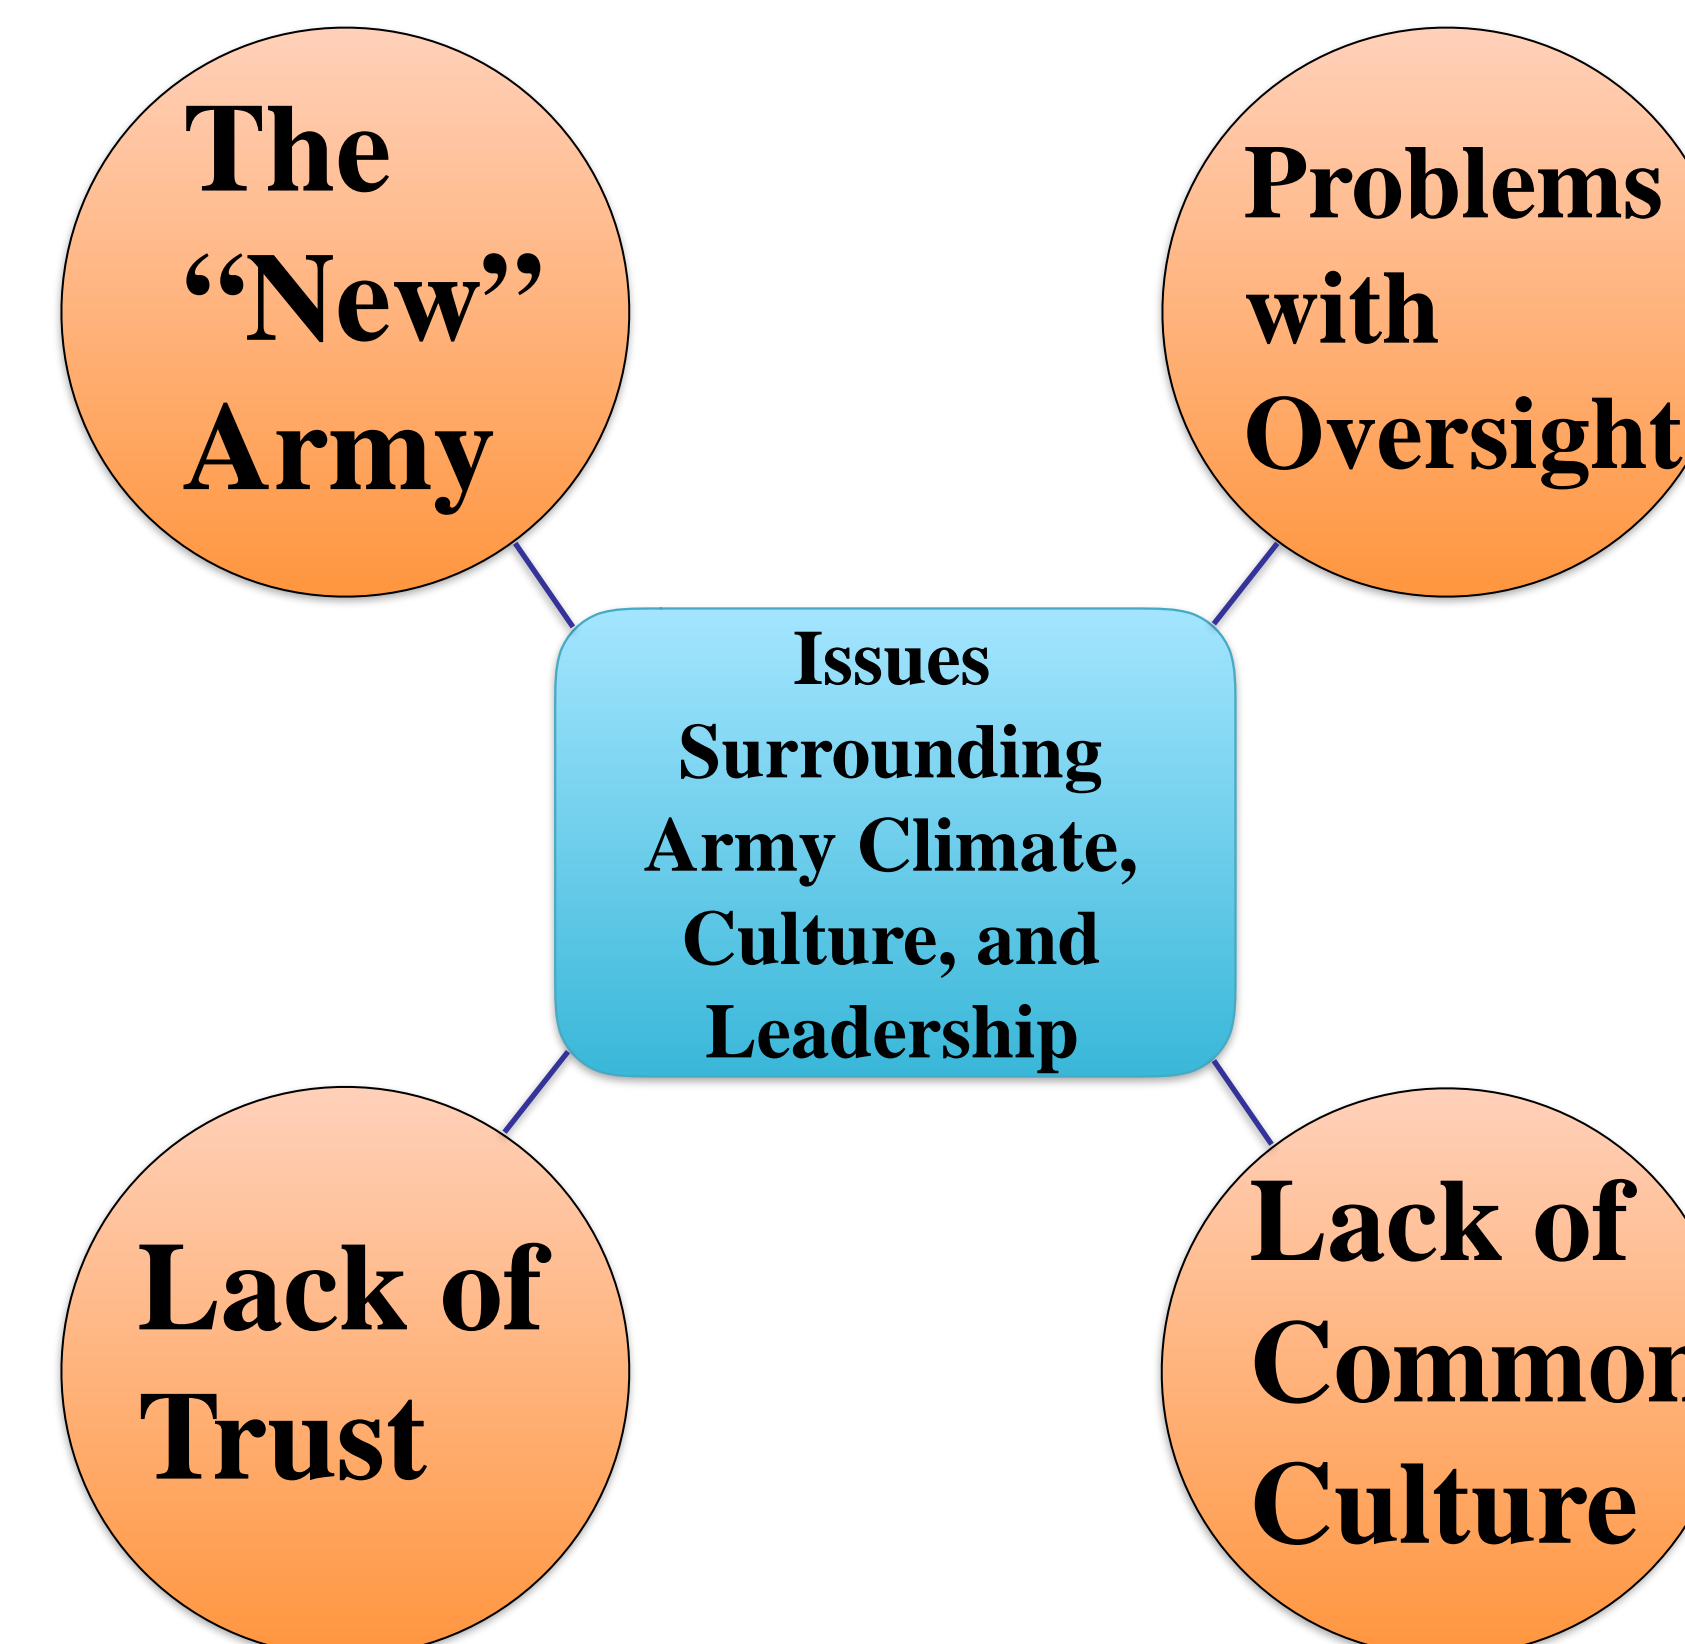 The
“New”
Army
Problems
with
Oversight
Issues
Surrounding
Army Climate,
Culture, and
Leadership
Lack of
Trust
Lack of
Common
Culture